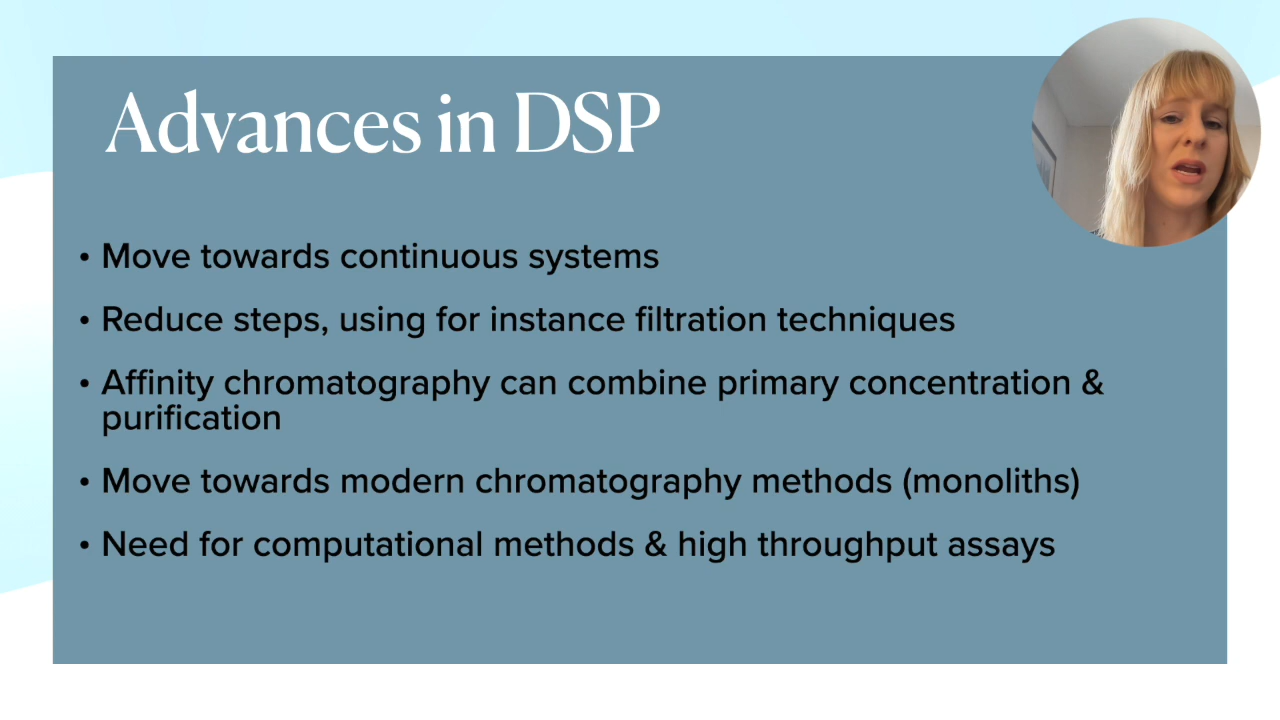 Advances in DSP
• Move towards continuous systems
• Reduce steps, using for instance filtration techniques
• Affinity chromatography can combine primary concentration &
purification
• Move towards modern chromatography methods (monoliths)
• Need for computational methods & high throughput assays